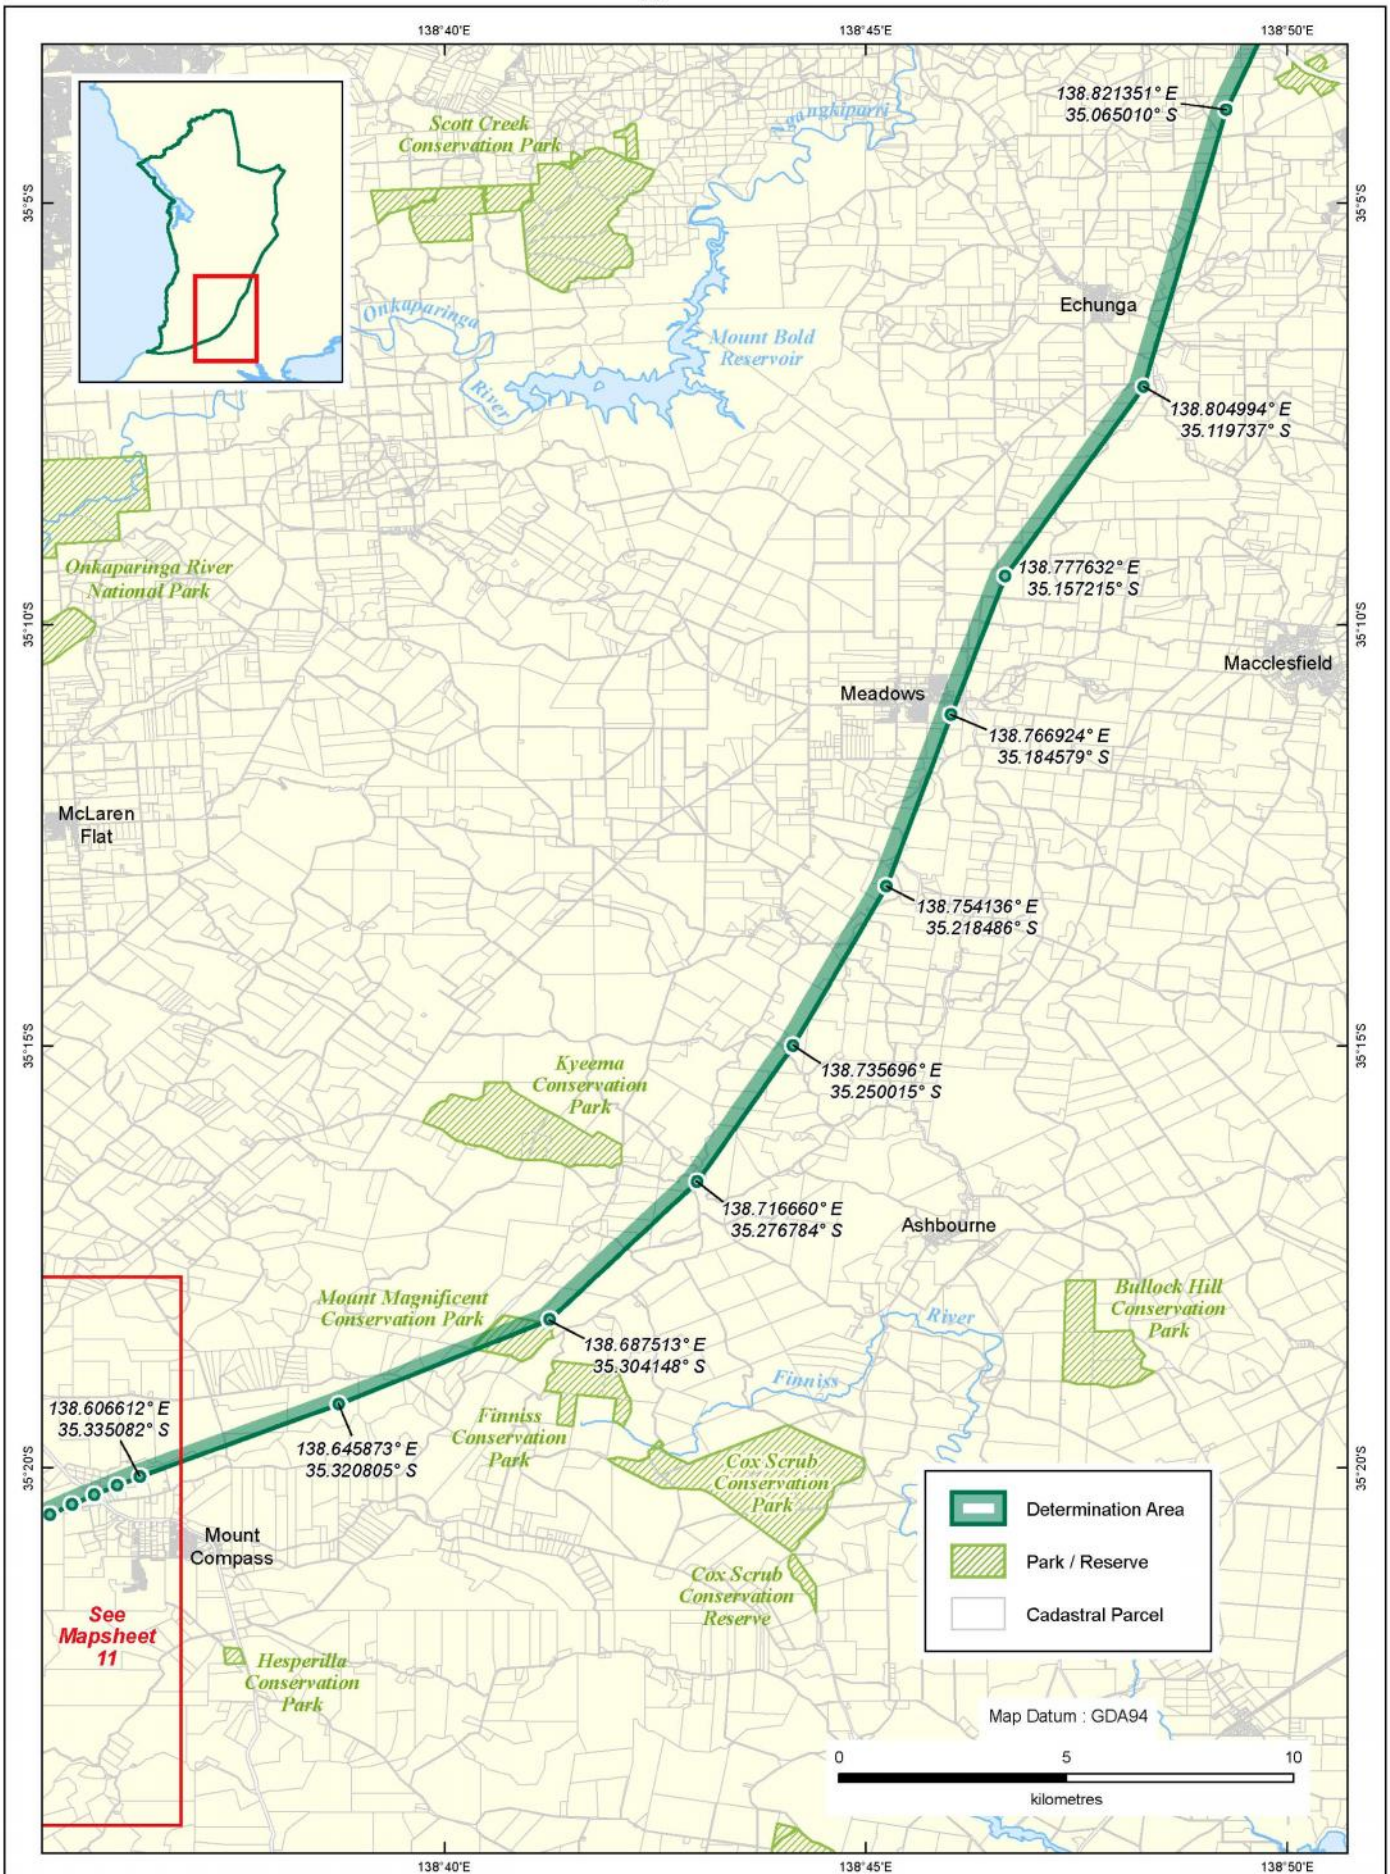 138°40'E
138°45'E
138°50'E
138.821351° E
35.065010° S
Ngangkiparri
Scott Creek
Conservation Park
35°5'S
35°5'S
Echunga
Onkaparinga
River
Mount Bold
Reservoir
138.804994° E
35.119737° S
Onkaparinga River
National Park
138.777632° E
35.157215° S
35°10'S
35°10'S
Macclesfield
Meadows
138.766924° E
35.184579° S
McLaren
Flat
138.754136° E
35.218486° S
35°15'S
35°15'S
Kyeema
Conservation
Park
138.735696° E
35.250015° S
138.716660° E
35.276784° S
Ashbourne
Mount Magnificent
Conservation Park
Bullock Hill
Conservation
Park
River
Finniss
138.687513° E
35.304148° S
138.606612° E
35.335082° S
138.645873° E
35.320805° S
Finniss
Conservation
Park
35°20'S
35°20'S
Cox Scrub
Conservation
Park
Mount
Compass
Cox Scrub
Conservation
Reserve
See
Mapsheet
11
Hesperilla
Conservation
Park
Determination Area
Park / Reserve
Cadastral Parcel
Map Datum : GDA94
0 5 10
kilometres
138°40'E
138°45'E
138°50'E